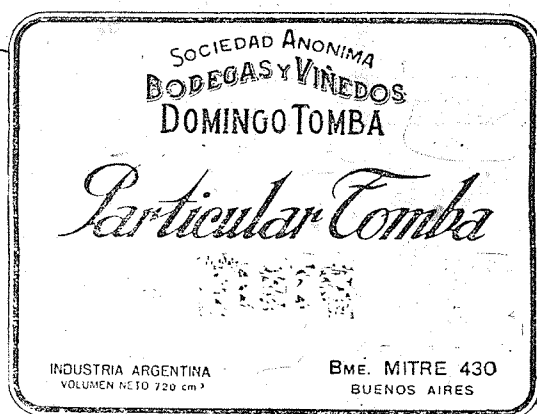 SOCIEDAD ANONIMA
BODEGAS Y VIÑEDOS
DOMINGO TOMBA
Particular Tomba
INDUSTRIA ARGENTINA
VOLUMEN NETO 720 cm³
BME. MITRE 430
BUENOS AIRES